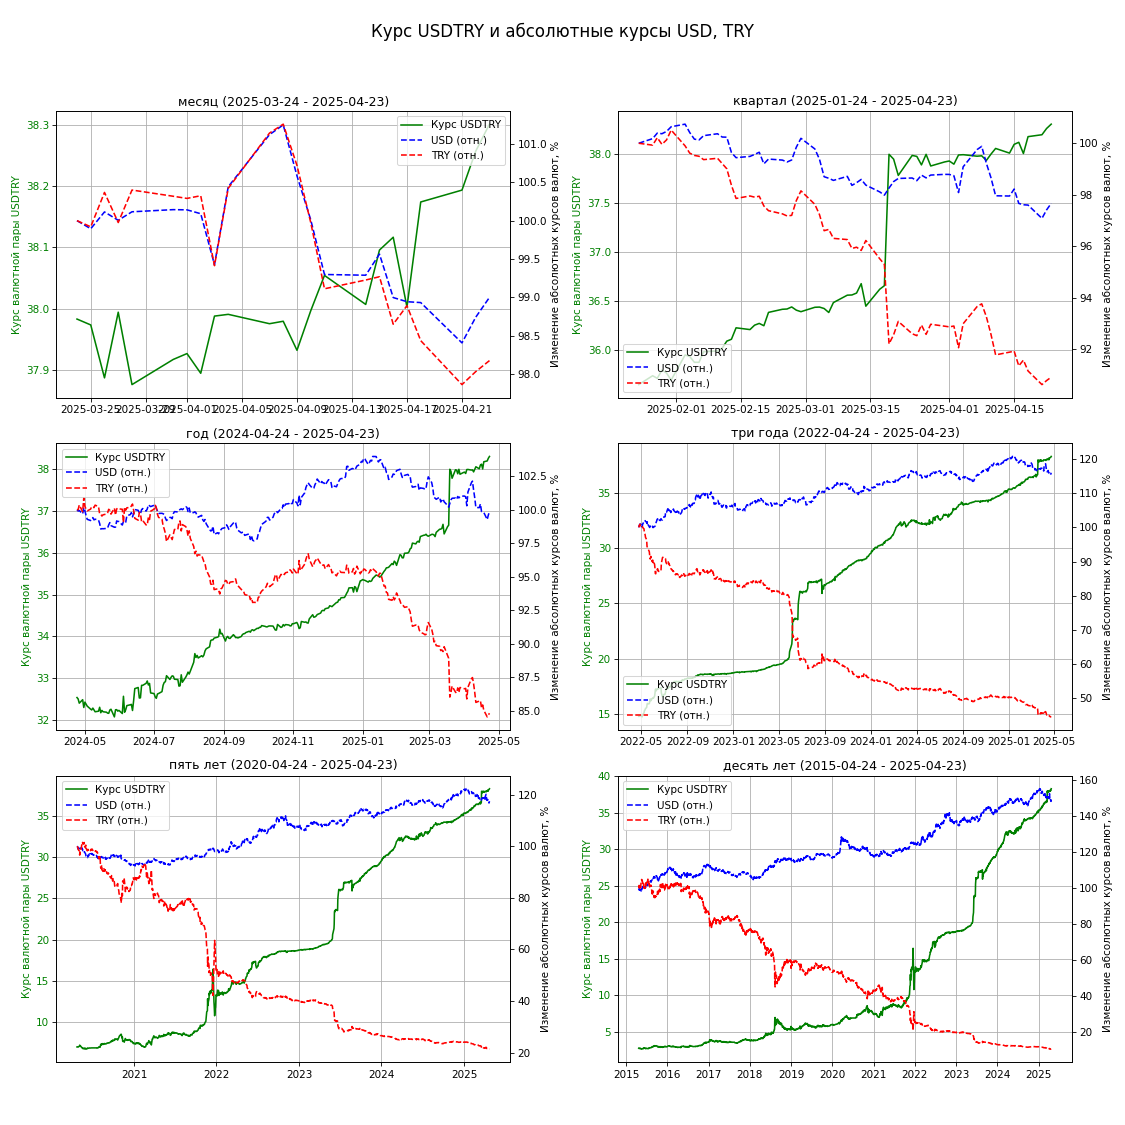 Курс USDTRY и абсолютные курсы USD, TRY
месяц (2025-03-24 - 2025-04-23)
Курс валютной пары USDTRY
38.3
38.2
38.1
38.0
37.9
Курс USDTRY
USD (отн.)
TRY (отн.)
101.0
100.5
100.0
99.5
99.0
98.5
98.0
Изменение абсолютных курсов валют, %
2025-03-25 2025-03-29 2025-04-01 2025-04-05 2025-04-09 2025-04-13 2025-04-17 2025-04-21
квартал (2025-01-24 - 2025-04-23)
Курс валютной пары USDTRY
38.0
37.5
37.0
36.5
36.0
Курс USDTRY
USD (отн.)
TRY (отн.)
100
98
96
94
92
Изменение абсолютных курсов валют, %
2025-02-01 2025-02-15 2025-03-01 2025-03-15 2025-04-01 2025-04-15
год (2024-04-24 - 2025-04-23)
Курс валютной пары USDTRY
38
37
36
35
34
33
32
Курс USDTRY
USD (отн.)
TRY (отн.)
102.5
100.0
97.5
95.0
92.5
90.0
87.5
85.0
Изменение абсолютных курсов валют, %
2024-05 2024-07 2024-09 2024-11 2025-01 2025-03 2025-05
три года (2022-04-24 - 2025-04-23)
Курс валютной пары USDTRY
35
30
25
20
15
Курс USDTRY
USD (отн.)
TRY (отн.)
120
110
100
90
80
70
60
50
Изменение абсолютных курсов валют, %
2022-05 2022-09 2023-01 2023-05 2023-09 2024-01 2024-05 2024-09 2025-01 2025-05
пять лет (2020-04-24 - 2025-04-23)
Курс валютной пары USDTRY
35
30
25
20
15
10
Курс USDTRY
USD (отн.)
TRY (отн.)
120
100
80
60
40
20
Изменение абсолютных курсов валют, %
2021 2022 2023 2024 2025
десять лет (2015-04-24 - 2025-04-23)
Курс валютной пары USDTRY
40
35
30
25
20
15
10
5
Курс USDTRY
USD (отн.)
TRY (отн.)
160
140
120
100
80
60
40
20
Изменение абсолютных курсов валют, %
2015 2016 2017 2018 2019 2020 2021 2022 2023 2024 2025